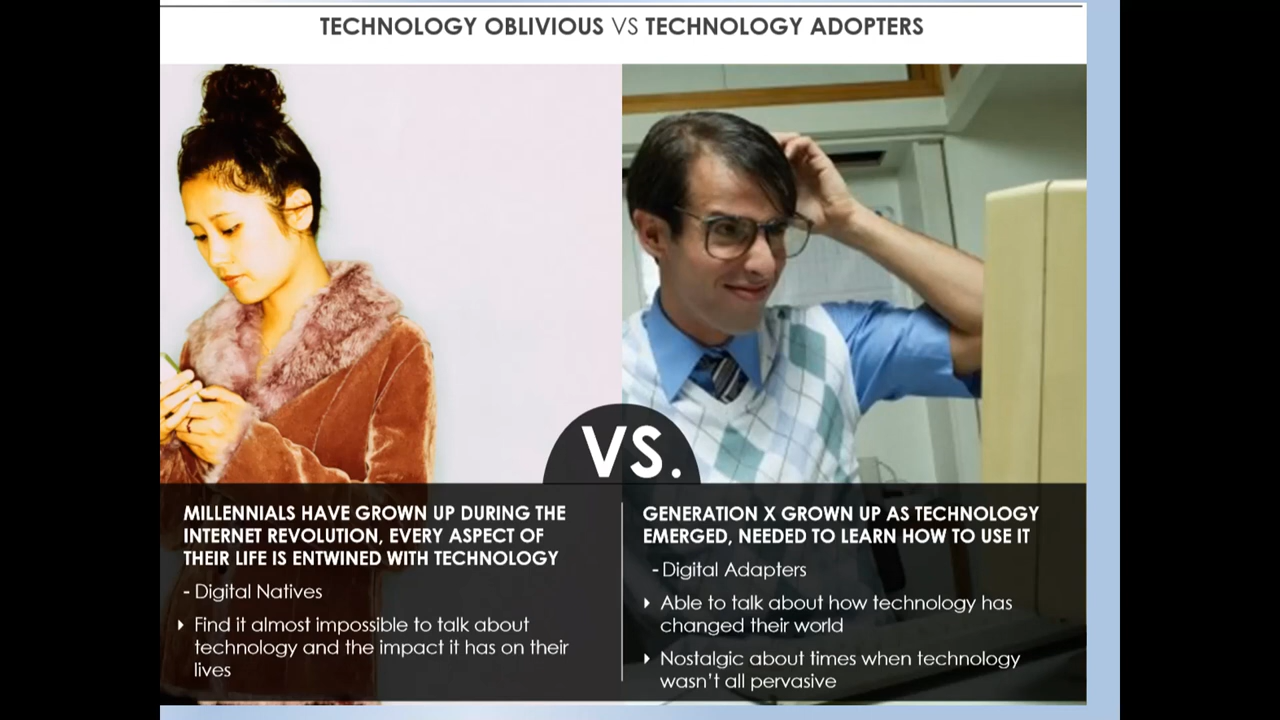 TECHNOLOGY OBLIVIOUS VS TECHNOLOGY ADOPTERS
VS.
MILLENNIALS HAVE GROWN UP DURING THE
INTERNET REVOLUTION, EVERY ASPECT OF
THEIR LIFE IS ENTWINED WITH TECHNOLOGY
- Digital Natives
Find it almost impossible to talk about
technology and the impact it has on their
lives
GENERATION X GROWN UP AS TECHNOLOGY
EMERGED, NEEDED TO LEARN HOW TO USE IT
- Digital Adapters
Able to talk about how technology has
changed their world
Nostalgic about times when technology
wasn't all pervasive